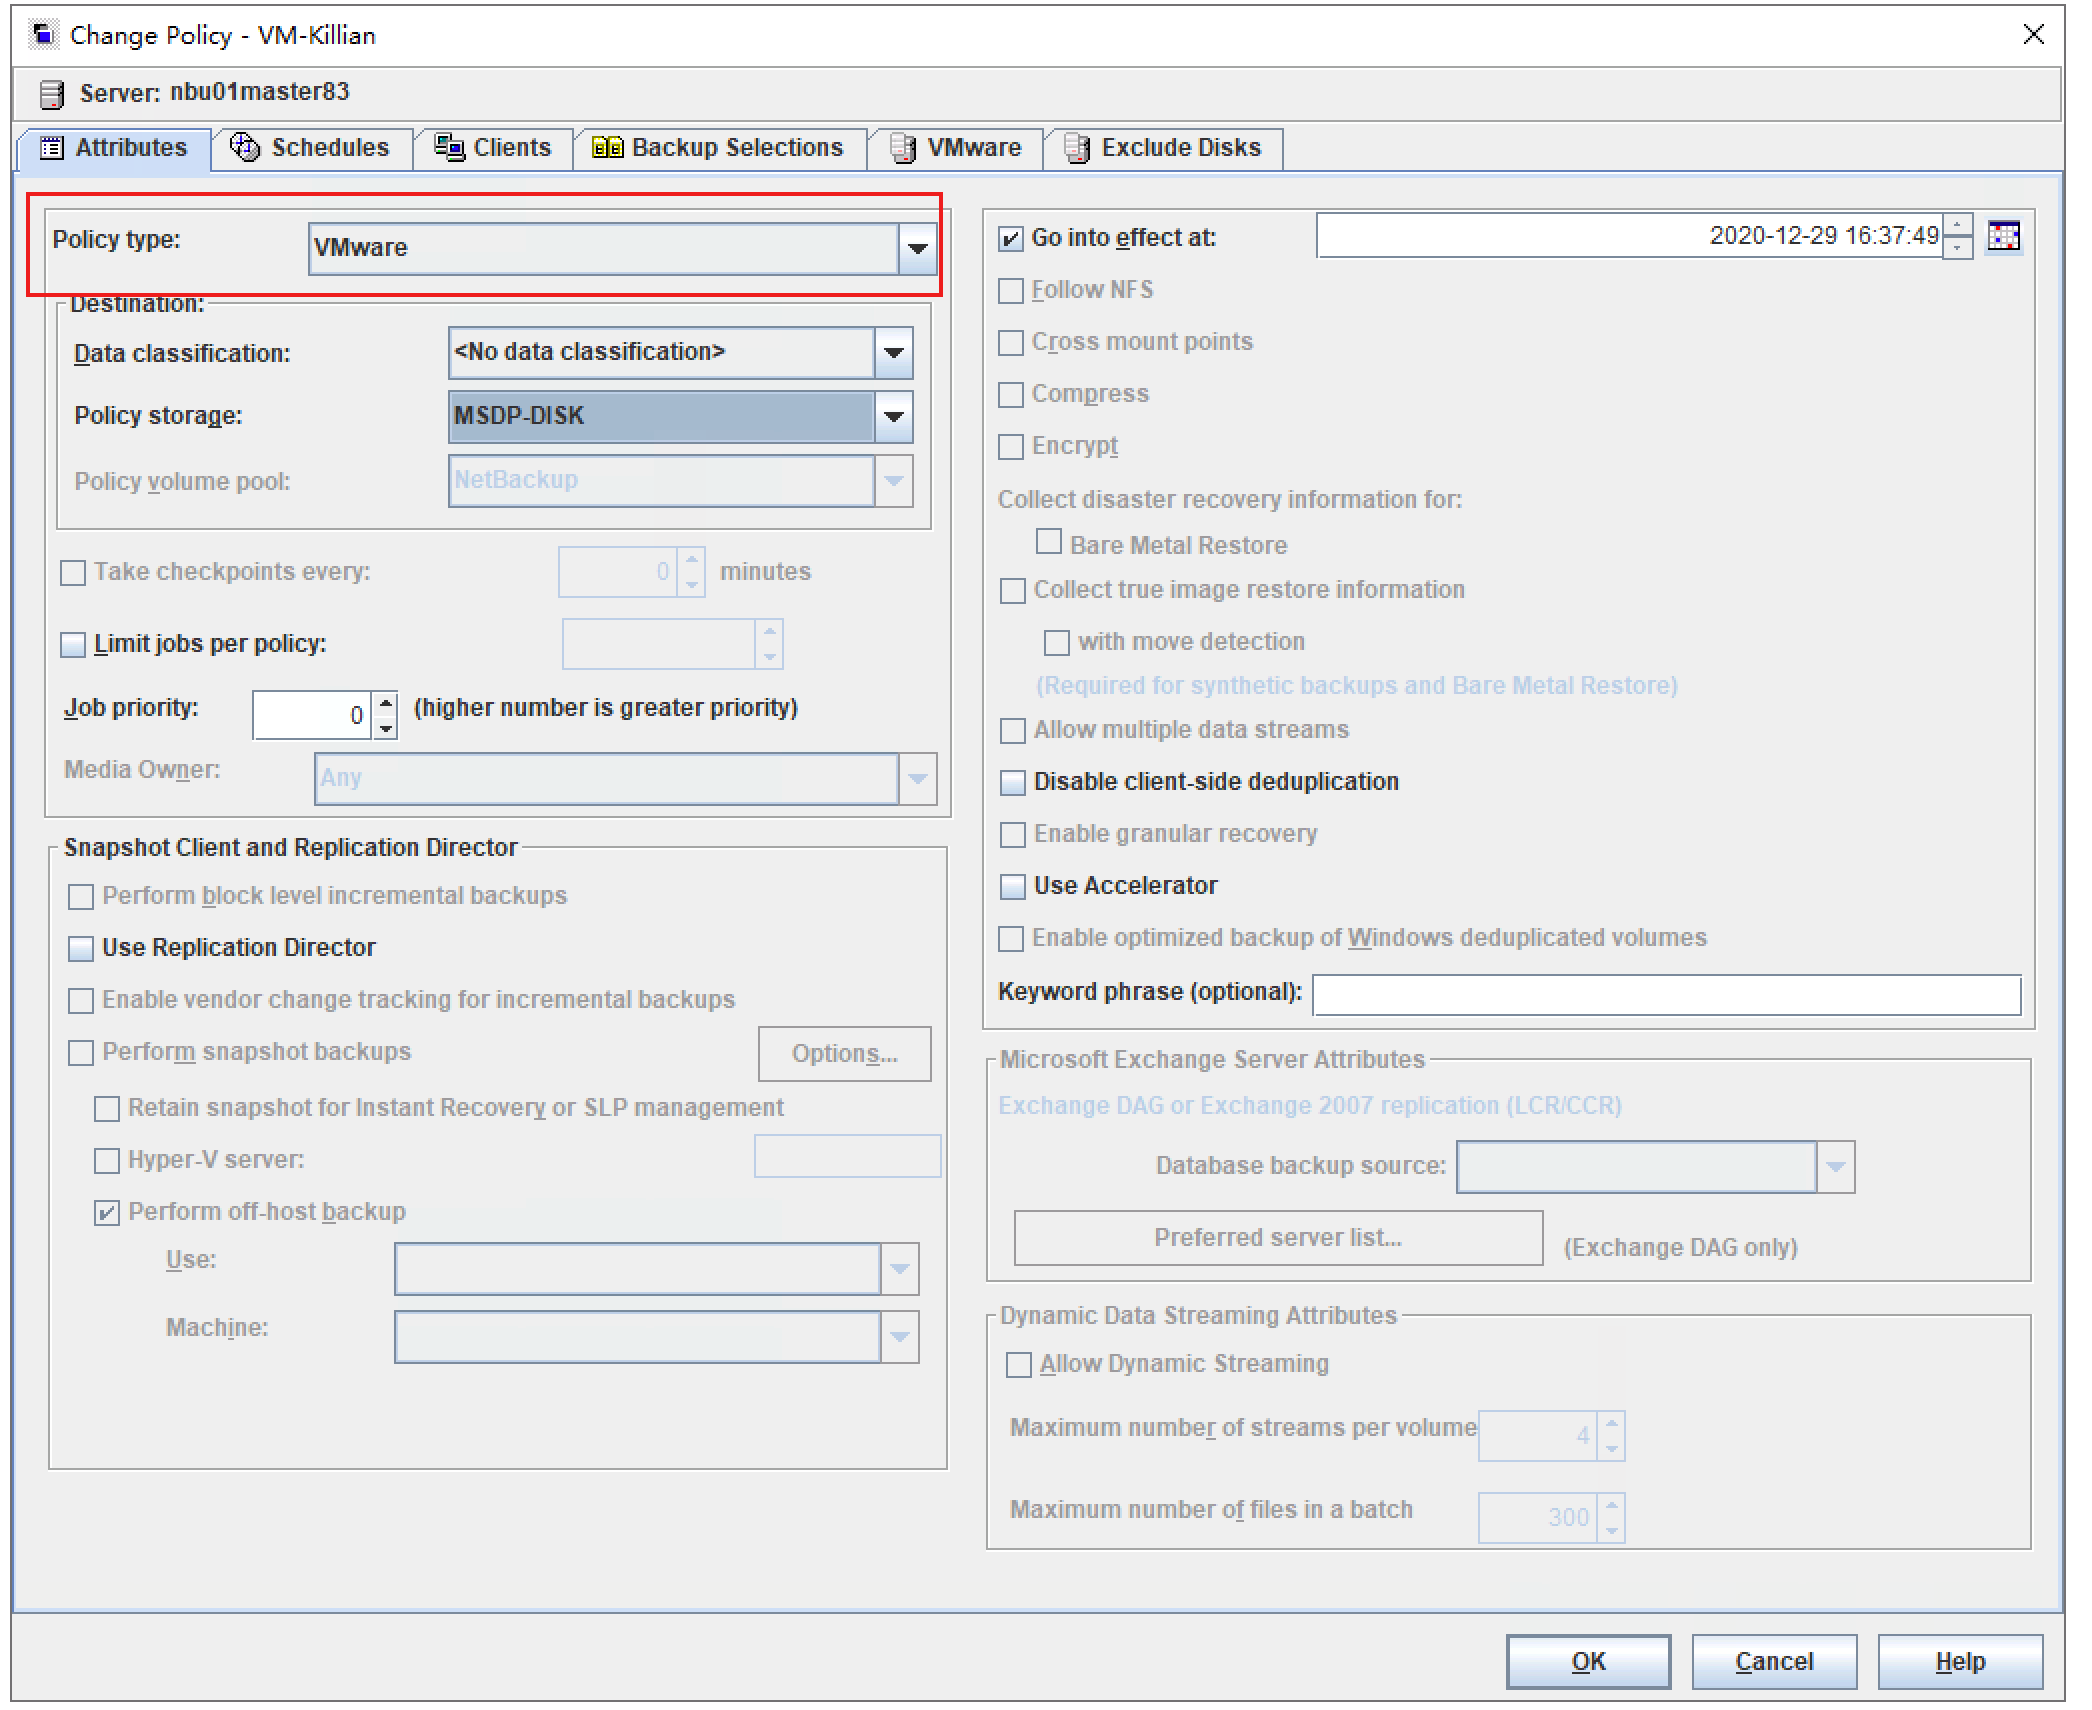 Change Policy - VM-Killian
Server: nbu01master83
Attributes
Schedules
Clients
Backup Selections
VMware
Exclude Disks
Policy type:
VMware
Destination:
Data classification:
<No data classification>
Policy storage:
MSDP-DISK
Policy volume pool:
NetBackup
Take checkpoints every:
0
minutes
Limit jobs per policy:
Job priority:
0
(higher number is greater priority)
Media Owner:
Any
Snapshot Client and Replication Director
Perform block level incremental backups
Use Replication Director
Enable vendor change tracking for incremental backups
Perform snapshot backups
Options...
Retain snapshot for Instant Recovery or SLP management
Hyper-V server:
Perform off-host backup
Use:
Machine:
Go into effect at:
2020-12-29 16:37:49
Follow NFS
Cross mount points
Compress
Encrypt
Collect disaster recovery information for:
Bare Metal Restore
Collect true image restore information
with move detection
(Required for synthetic backups and Bare Metal Restore)
Allow multiple data streams
Disable client-side deduplication
Enable granular recovery
Use Accelerator
Enable optimized backup of Windows deduplicated volumes
Keyword phrase (optional):
Microsoft Exchange Server Attributes
Exchange DAG or Exchange 2007 replication (LCR/CCR)
Database backup source:
Preferred server list...
(Exchange DAG only)
Dynamic Data Streaming Attributes
Allow Dynamic Streaming
Maximum number of streams per volume
4
Maximum number of files in a batch
300
OK
Cancel
Help